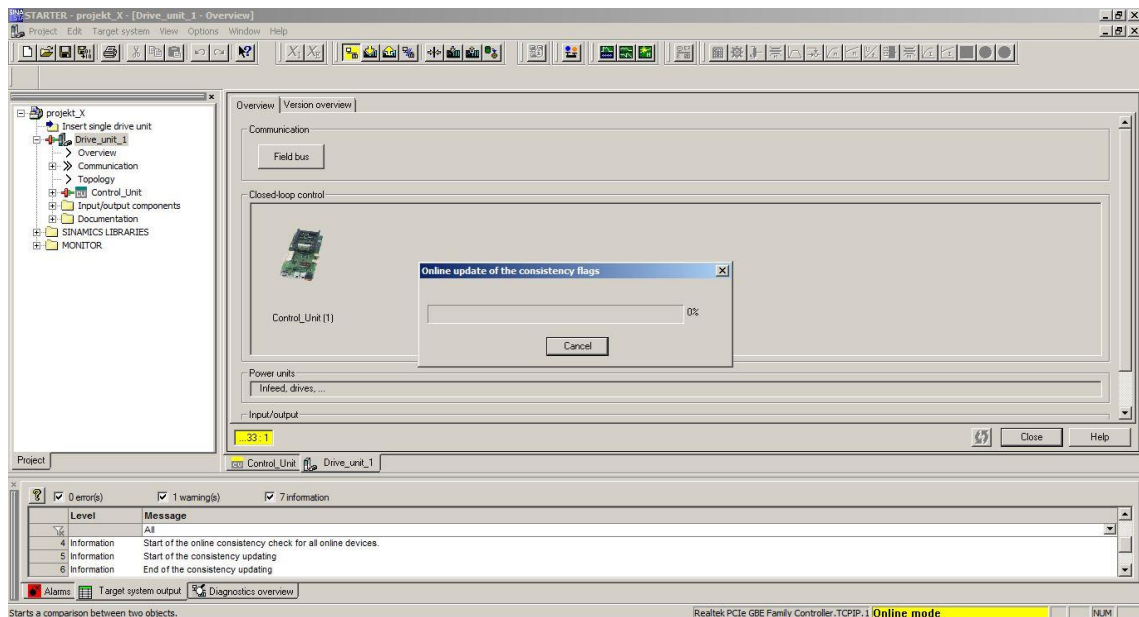 STARTER - projekt_X - [Drive_unit_1 - Overview]
Project Edit Target system View Options Window Help
projekt_X
Insert single drive unit
Drive_unit_1
Overview
Communication
Topology
Control_Unit
Input/output components
Documentation
SINAMICS LIBRARIES
MONITOR
Project
Overview Version overview
Communication
Field bus
Closed-loop control
Control_Unit (1)
Online update of the consistency flags
0%
Cancel
Power units
Infeed, drives, ...
Input/output
...33 : 1
Close Help
Control_Unit Drive_unit_1
0 error(s) 1 warning(s) 7 information
Level Message
All
4 Information Start of the online consistency check for all online devices.
5 Information Start of the consistency updating
6 Information End of the consistency updating
Alarms Target system output Diagnostics overview
Starts a comparison between two objects. Realtek PCIe GBE Family Controller.TCPIP.1 Online mode NUM